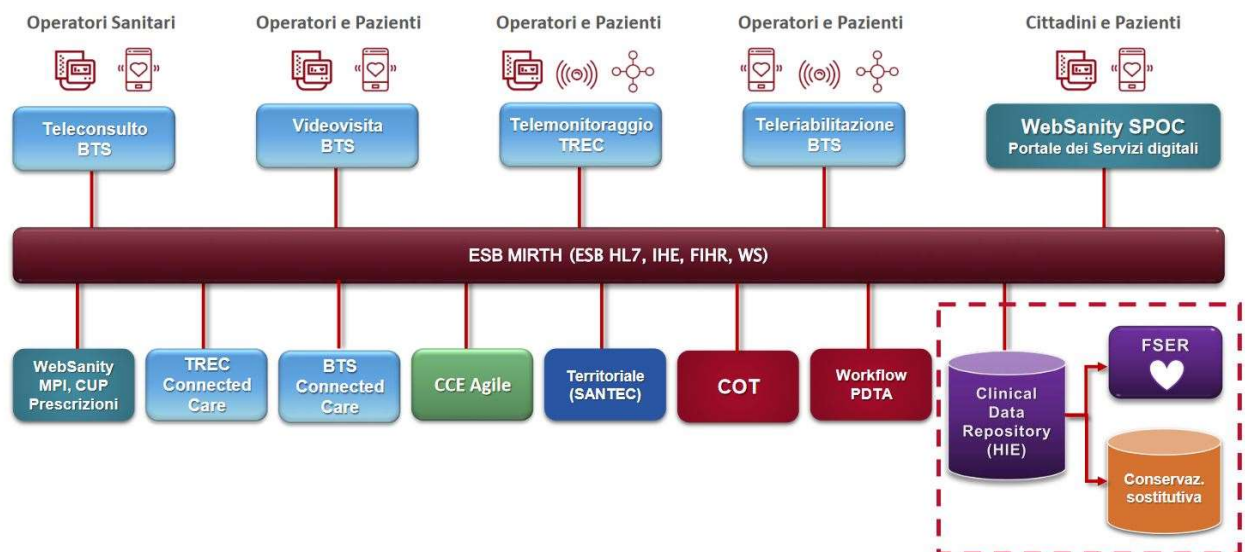 Operatori Sanitari
Operatori e Pazienti
Operatori e Pazienti
Operatori e Pazienti
Cittadini e Pazienti
Teleconsulto
BTS
Videovisita
BTS
Telemonitoraggio
TREC
Teleriabilitazione
BTS
WebSanity SPOC
Portale dei Servizi digitali
ESB MIRTH (ESB HL7, IHE, FIHR, WS)
WebSanity
MPI, CUP
Prescrizioni
TREC
Connected
Care
BTS
Connected
Care
CCE Agile
Territoriale
(SANTEC)
COT
Workflow
PDTA
Clinical
Data
Repository
(HIE)
FSER
Conservaz.
sostitutiva